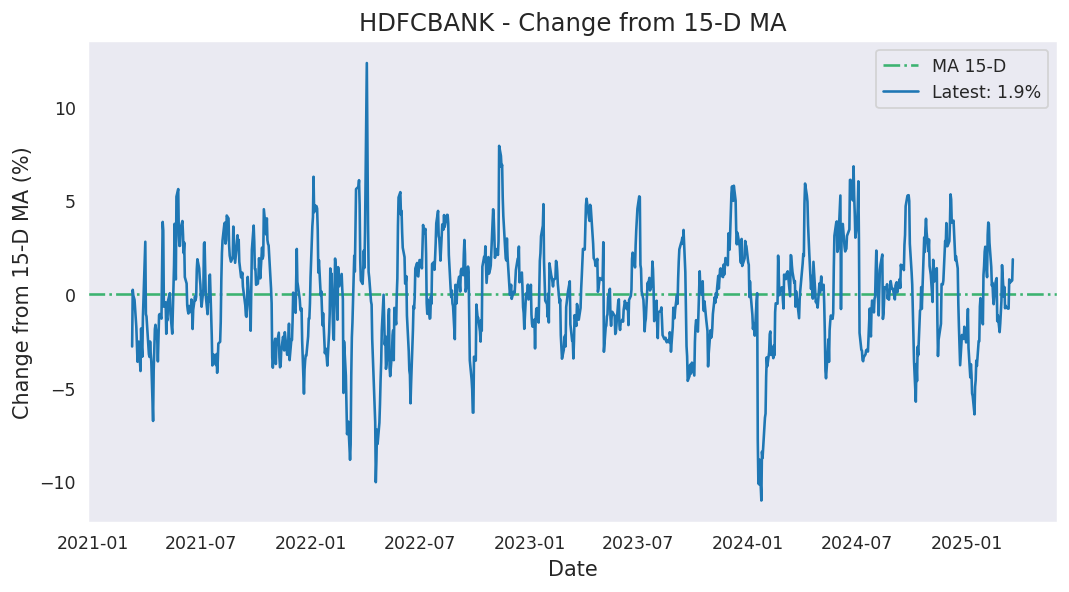 HDFCBANK - Change from 15-D MA
MA 15-D
Latest: 1.9%
Change from 15-D MA (%)
10
5
0
−5
−10
2021-01 2021-07 2022-01 2022-07 2023-01 2023-07 2024-01 2024-07 2025-01
Date